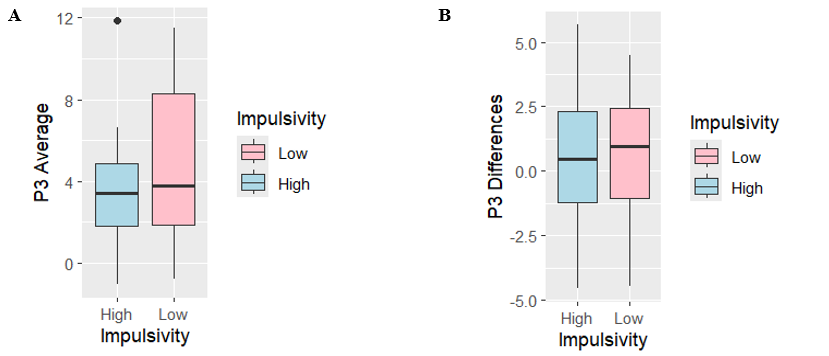 A
P3 Average
12
8
4
0
High Low
Impulsivity
Impulsivity
Low
High
B
P3 Differences
5.0
2.5
0.0
-2.5
-5.0
High Low
Impulsivity
Impulsivity
Low
High